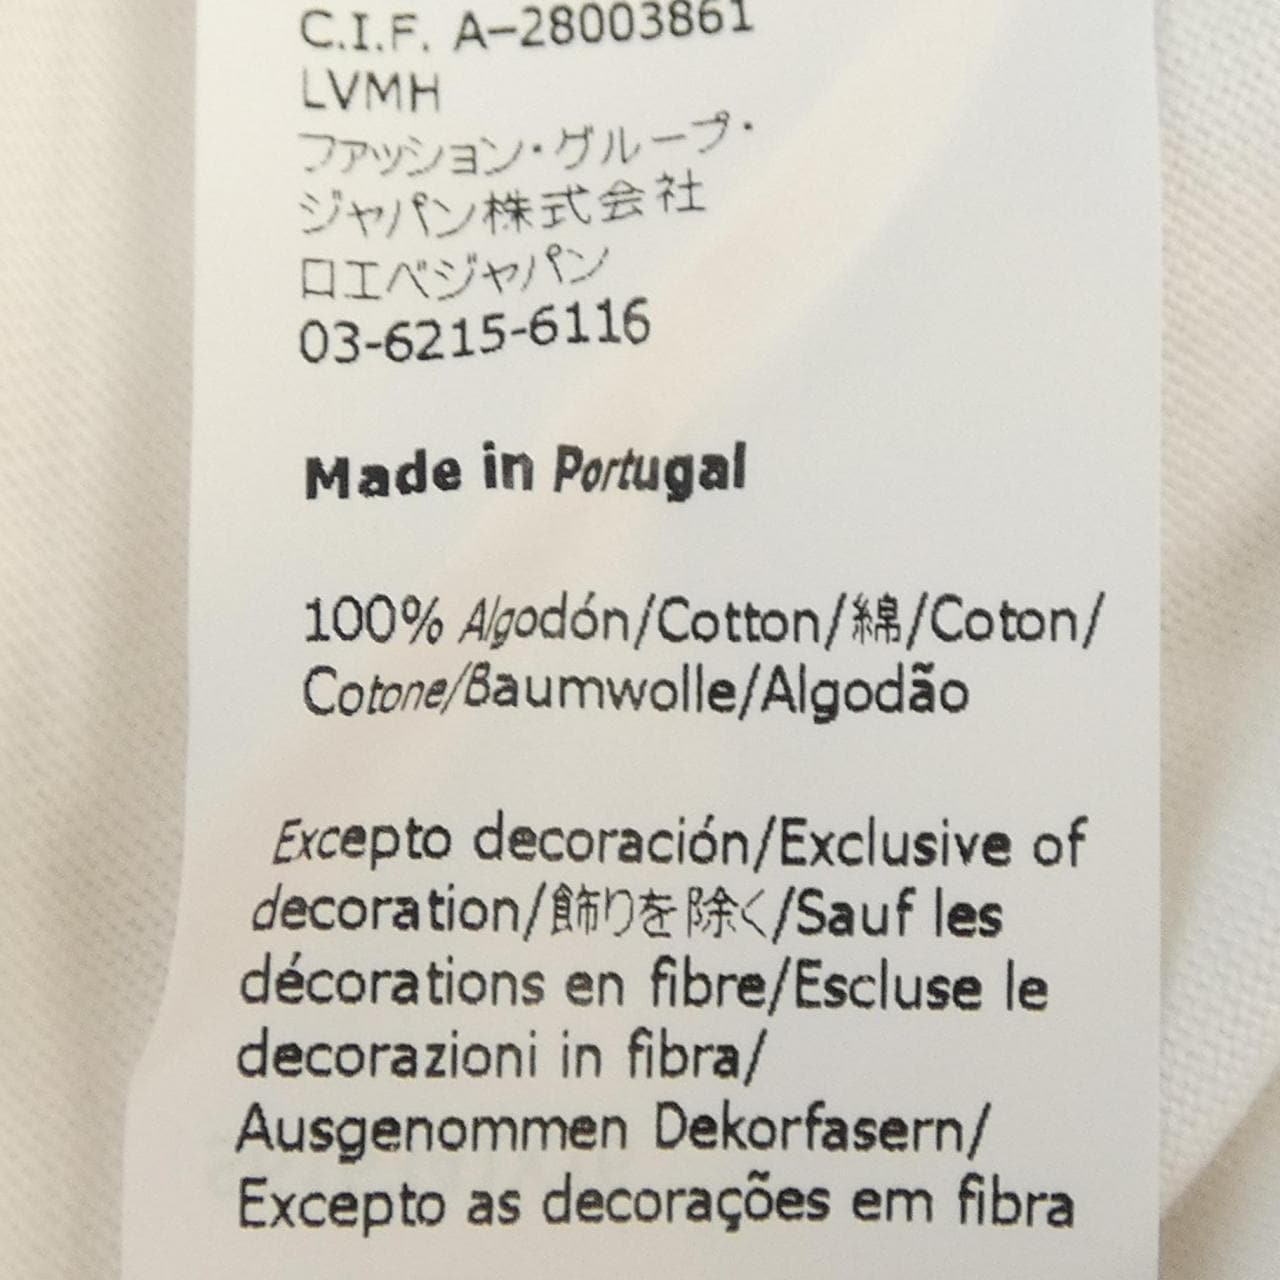 C.I.F. A-28003861
LVMH
ファッション・グループ・
ジャパン株式会社
ロエベジャパン
03-6215-6116
Made in Portugal
100% Algodón/Cotton/綿/Coton/
Cotone/Baumwolle/Algodão
Excepto decoración/Exclusive of
decoration/飾りを除く/Sauf les
décorations en fibre/Escluse le
decorazioni in fibra/
Ausgenommen Dekorfasern/
Excepto as decorações em fibra